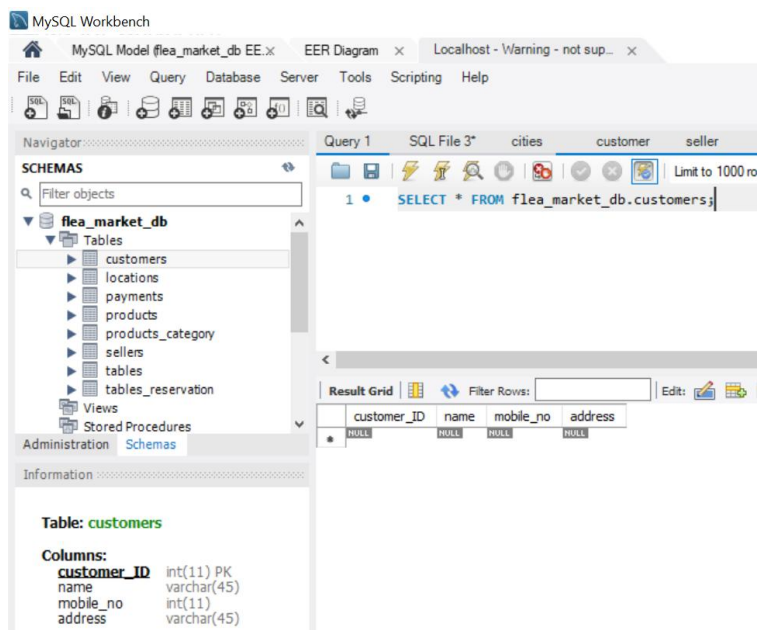 MySQL Workbench
MySQL Model (flea_market_db EE.× EER Diagram × Localhost - Warning - not sup... ×
File Edit View Query Database Server Tools Scripting Help
SQL SQL
Navigator Query 1 SQL File 3* cities customer seller
SCHEMAS
Limit to 1000 ro
Filter objects
1 SELECT * FROM flea_market_db.customers;
flea_market_db
Tables
customers
locations
payments
products
products_category
sellers
tables
tables_reservation
Views
Stored Procedures
Result Grid Filter Rows: Edit:
customer_ID name mobile_no address
NULL NULL NULL NULL
Administration Schemas
Information
Table: customers
Columns:
customer_ID int(11) PK
name varchar(45)
mobile_no int(11)
address varchar(45)